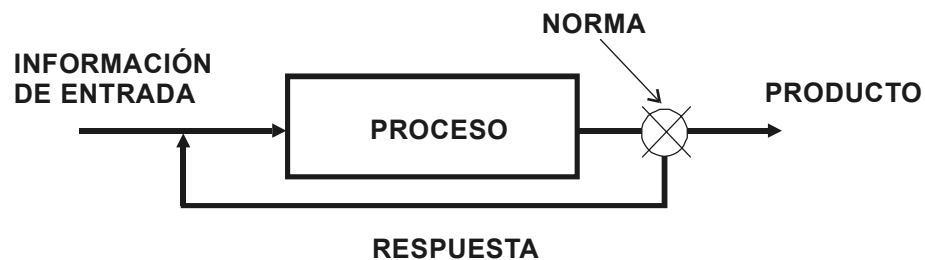 NORMA
INFORMACIÓN
DE ENTRADA
PRODUCTO
PROCESO
RESPUESTA